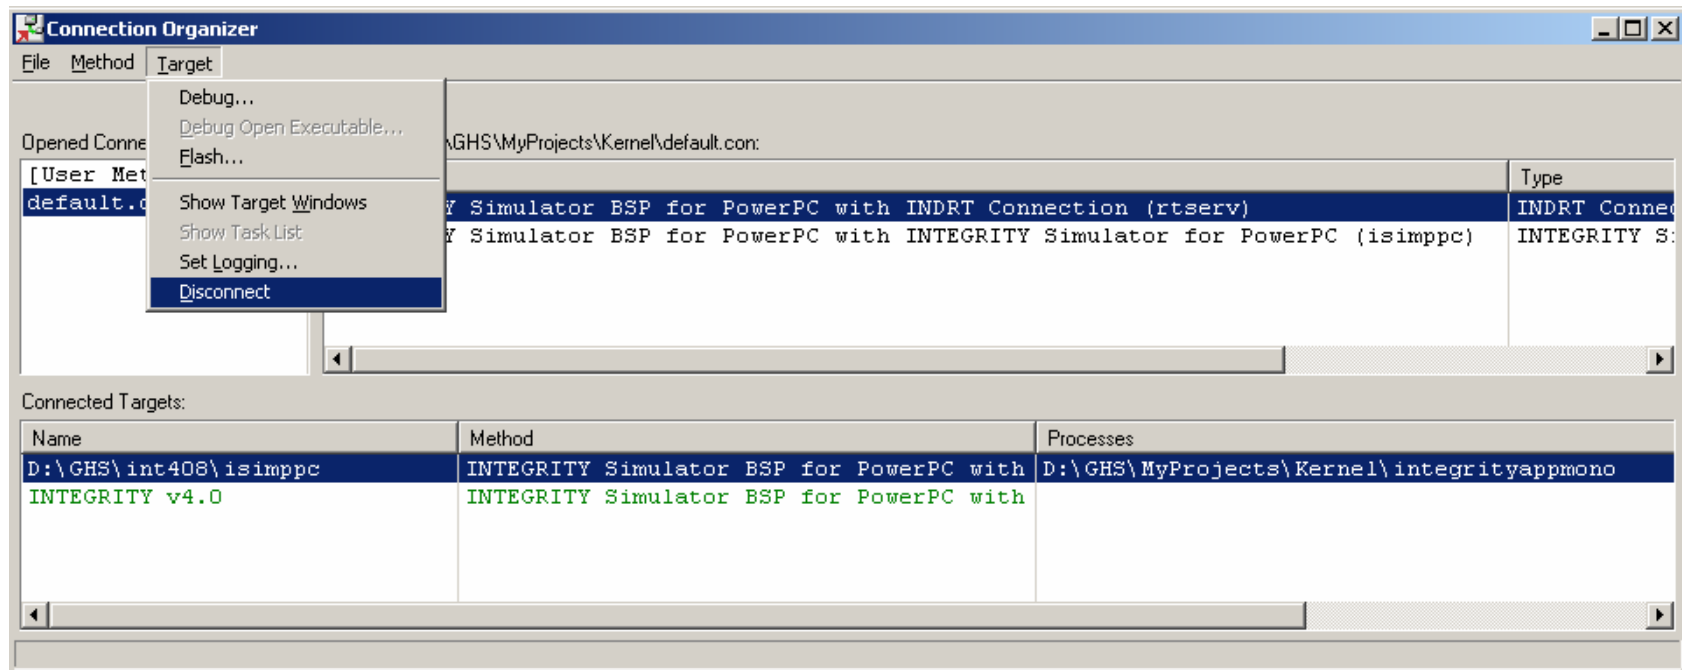 Connection Organizer
File Method Target
Debug...
Debug Open Executable...
Flash...
Show Target Windows
Show Task List
Set Logging...
Disconnect
Opened Conne \GHS\MyProjects\Kernel\default.con:
[User Met
default.
Type
Y Simulator BSP for PowerPC with INDRT Connection (rtserv) INDRT Connec
Y Simulator BSP for PowerPC with INTEGRITY Simulator for PowerPC (isimppc) INTEGRITY S
Connected Targets:
Name Method Processes
D:\GHS\int408\isimppc INTEGRITY Simulator BSP for PowerPC with D:\GHS\MyProjects\Kernel\integrityappmono
INTEGRITY v4.0 INTEGRITY Simulator BSP for PowerPC with